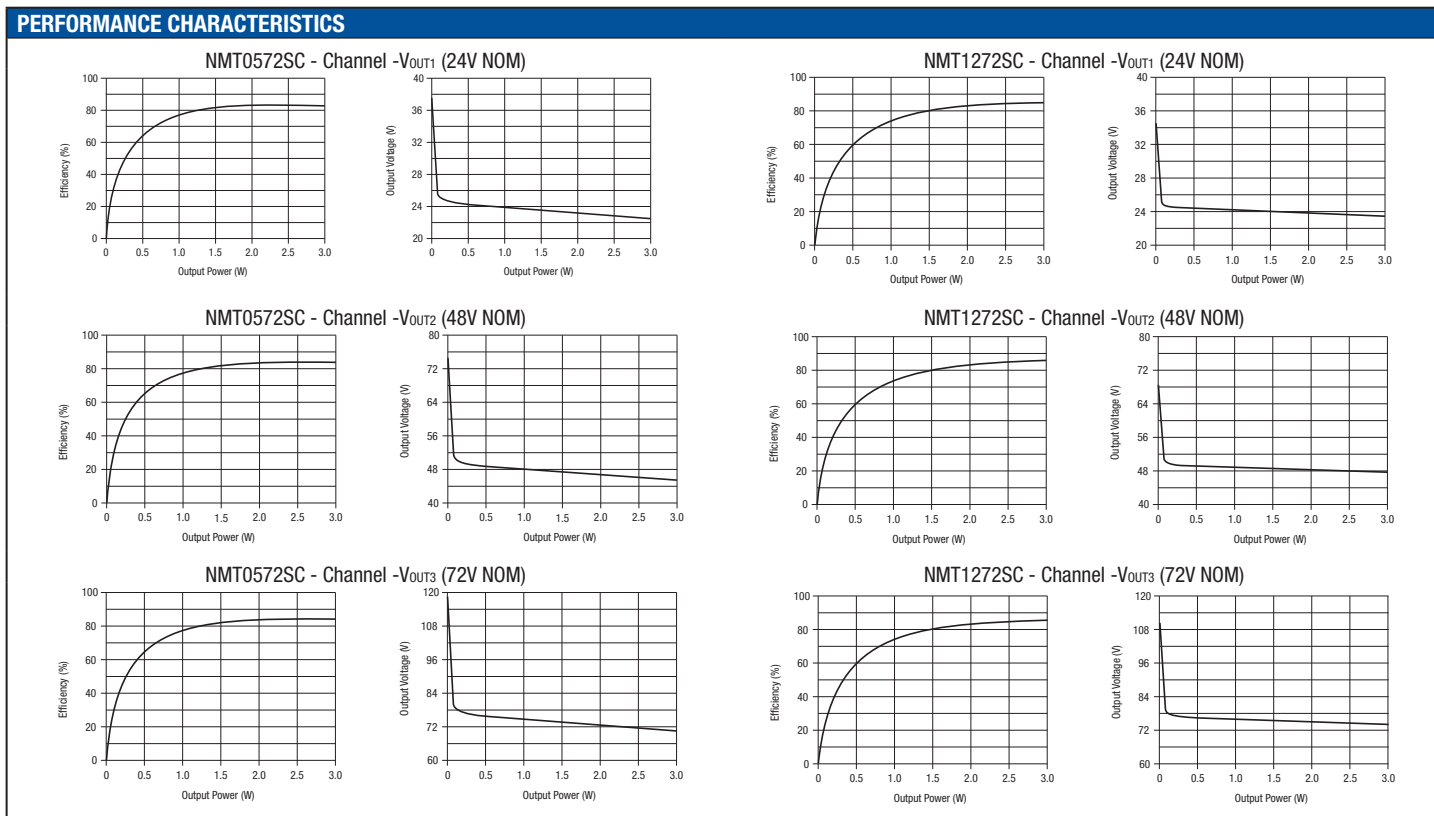 PERFORMANCE CHARACTERISTICS
NMT0572SC - Channel -VOUT1 (24V NOM)
100
80
60
40
20
0
Efficiency (%)
0 0.5 1.0 1.5 2.0 2.5 3.0
Output Power (W)
40
36
32
28
24
20
Output Voltage (V)
0 0.5 1.0 1.5 2.0 2.5 3.0
Output Power (W)
NMT1272SC - Channel -VOUT1 (24V NOM)
100
80
60
40
20
0
Efficiency (%)
0 0.5 1.0 1.5 2.0 2.5 3.0
Output Power (W)
40
36
32
28
24
20
Output Voltage (V)
0 0.5 1.0 1.5 2.0 2.5 3.0
Output Power (W)
NMT0572SC - Channel -VOUT2 (48V NOM)
100
80
60
40
20
0
Efficiency (%)
0 0.5 1.0 1.5 2.0 2.5 3.0
Output Power (W)
80
72
64
56
48
40
Output Voltage (V)
0 0.5 1.0 1.5 2.0 2.5 3.0
Output Power (W)
NMT1272SC - Channel -VOUT2 (48V NOM)
100
80
60
40
20
0
Efficiency (%)
0 0.5 1.0 1.5 2.0 2.5 3.0
Output Power (W)
80
72
64
56
48
40
Output Voltage (V)
0 0.5 1.0 1.5 2.0 2.5 3.0
Output Power (W)
NMT0572SC - Channel -VOUT3 (72V NOM)
100
80
60
40
20
0
Efficiency (%)
0 0.5 1.0 1.5 2.0 2.5 3.0
Output Power (W)
120
108
96
84
72
60
Output Voltage (V)
0 0.5 1.0 1.5 2.0 2.5 3.0
Output Power (W)
NMT1272SC - Channel -VOUT3 (72V NOM)
100
80
60
40
20
0
Efficiency (%)
0 0.5 1.0 1.5 2.0 2.5 3.0
Output Power (W)
120
108
96
84
72
60
Output Voltage (V)
0 0.5 1.0 1.5 2.0 2.5 3.0
Output Power (W)